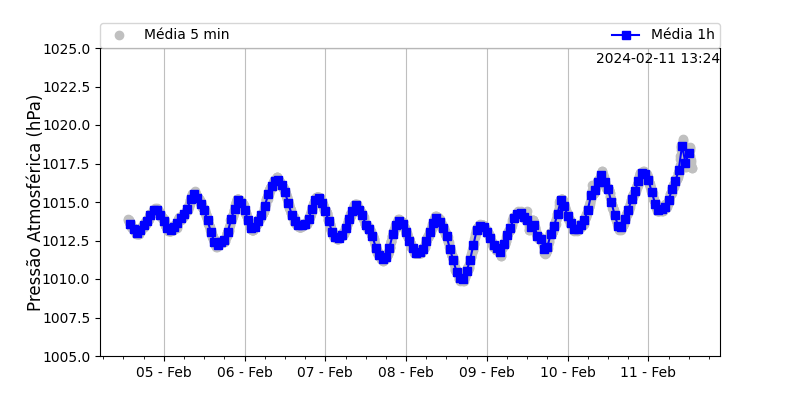 Média 5 min
Média 1h
2024-02-11 13:24
Pressão Atmosférica (hPa)
1025.0
1022.5
1020.0
1017.5
1015.0
1012.5
1010.0
1007.5
1005.0
05 - Feb
06 - Feb
07 - Feb
08 - Feb
09 - Feb
10 - Feb
11 - Feb